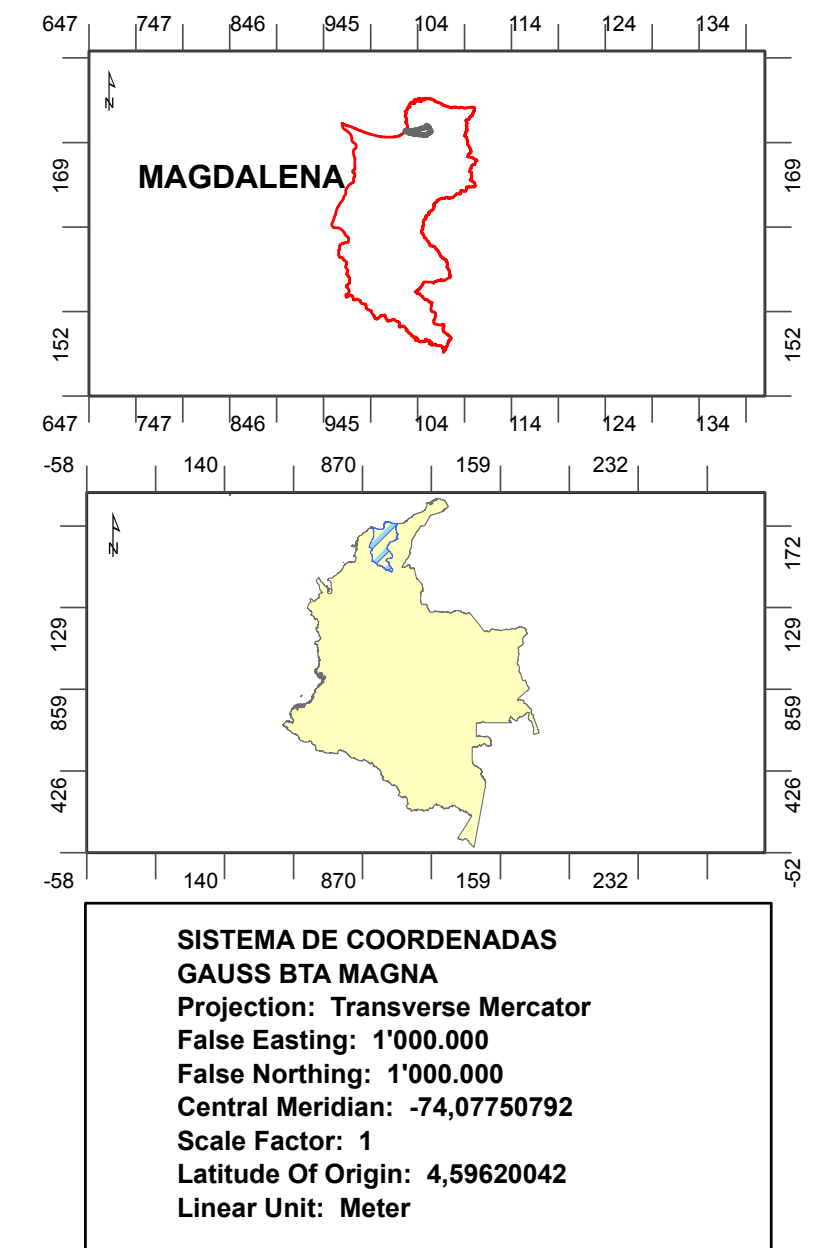 647 747 846 945 104 114 124 134
N
169 169
MAGDALENA
152 152
647 747 846 945 104 114 124 134
-58 140 870 159 232
N
172
129 129
859 859
426 426
-52
-58 140 870 159 232
SISTEMA DE COORDENADAS
GAUSS BTA MAGNA
Projection: Transverse Mercator
False Easting: 1'000.000
False Northing: 1'000.000
Central Meridian: -74,07750792
Scale Factor: 1
Latitude Of Origin: 4,59620042
Linear Unit: Meter